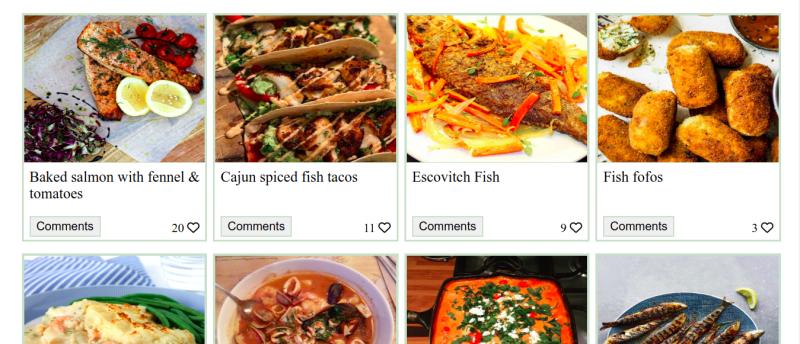 Baked salmon with fennel &
tomatoes
Comments
20
Cajun spiced fish tacos
Comments
11
Escovitch Fish
Comments
9
Fish fofos
Comments
3